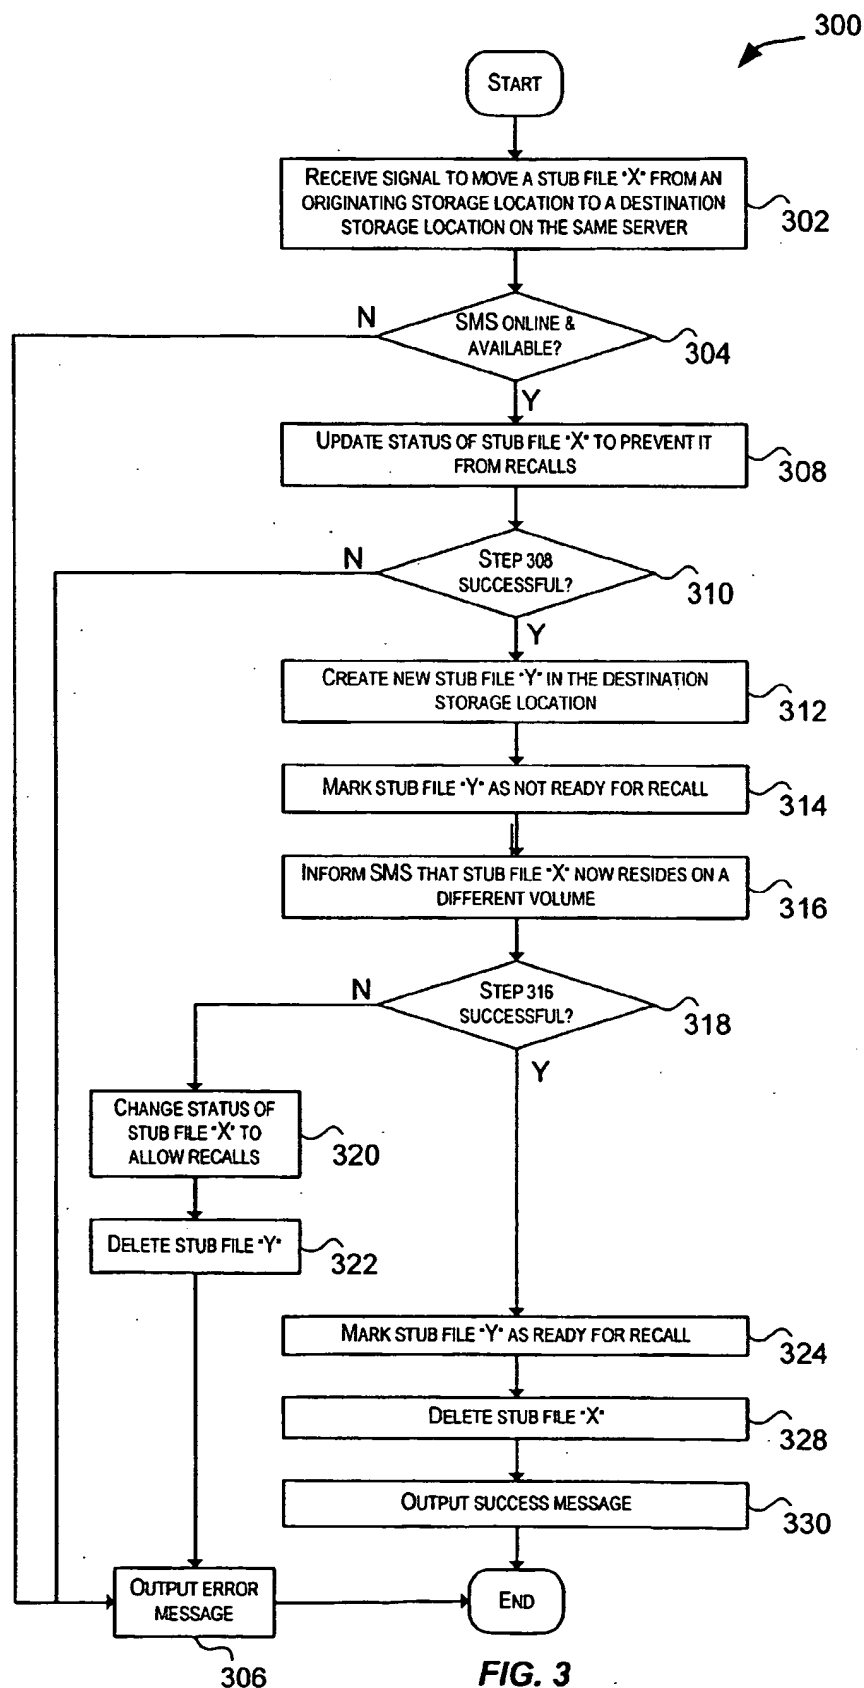 300
START
RECEIVE SIGNAL TO MOVE A STUB FILE "X" FROM AN
ORIGINATING STORAGE LOCATION TO A DESTINATION
STORAGE LOCATION ON THE SAME SERVER
302
N
SMS ONLINE &
AVAILABLE?
304
Y
UPDATE STATUS OF STUB FILE "X" TO PREVENT IT
FROM RECALLS
308
N
STEP 308
SUCCESSFUL?
310
Y
CREATE NEW STUB FILE "Y" IN THE DESTINATION
STORAGE LOCATION
312
MARK STUB FILE "Y" AS NOT READY FOR RECALL
314
INFORM SMS THAT STUB FILE "X" NOW RESIDES ON A
DIFFERENT VOLUME
316
N
STEP 316
SUCCESSFUL?
318
Y
CHANGE STATUS OF
STUB FILE "X" TO
ALLOW RECALLS
320
DELETE STUB FILE "Y"
322
MARK STUB FILE "Y" AS READY FOR RECALL
324
DELETE STUB FILE "X"
328
OUTPUT SUCCESS MESSAGE
330
OUTPUT ERROR
MESSAGE
306
END
FIG. 3